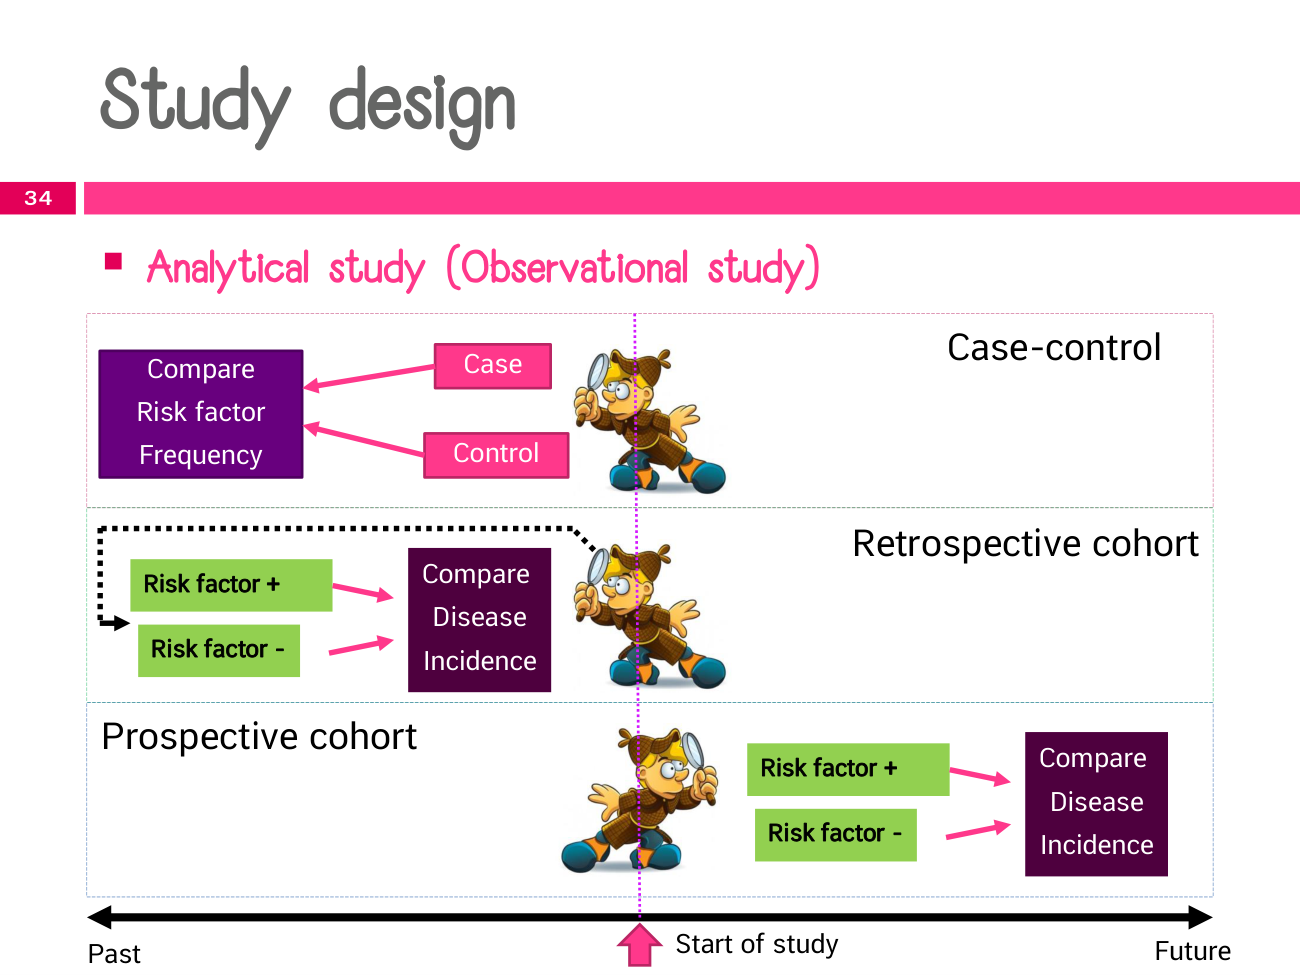 Study design
34
Analytical study (Observational study)
Case-control
Compare
Risk factor
Frequency
Case
Control
Retrospective cohort
Risk factor +
Risk factor -
Compare
Disease
Incidence
Prospective cohort
Risk factor +
Risk factor -
Compare
Disease
Incidence
Past
Start of study
Future